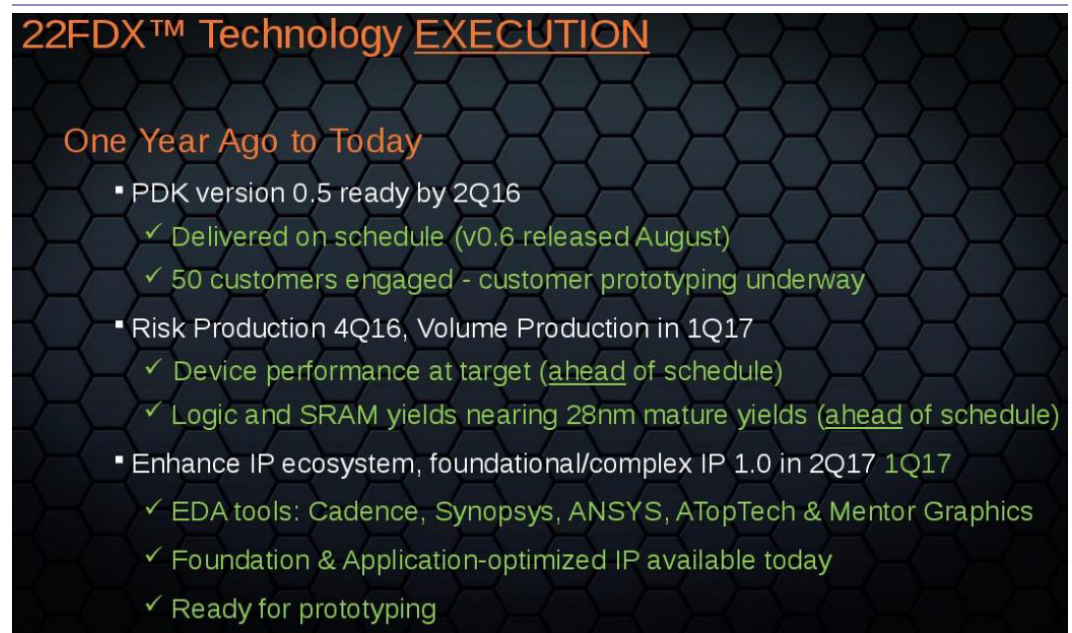 22FDX™ Technology EXECUTION
One Year Ago to Today
▪ PDK version 0.5 ready by 2Q16
✓ Delivered on schedule (v0.6 released August)
✓ 50 customers engaged - customer prototyping underway
▪ Risk Production 4Q16, Volume Production in 1Q17
✓ Device performance at target (ahead of schedule)
✓ Logic and SRAM yields nearing 28nm mature yields (ahead of schedule)
▪ Enhance IP ecosystem, foundational/complex IP 1.0 in 2Q17 1Q17
✓ EDA tools: Cadence, Synopsys, ANSYS, ATopTech & Mentor Graphics
✓ Foundation & Application-optimized IP available today
✓ Ready for prototyping